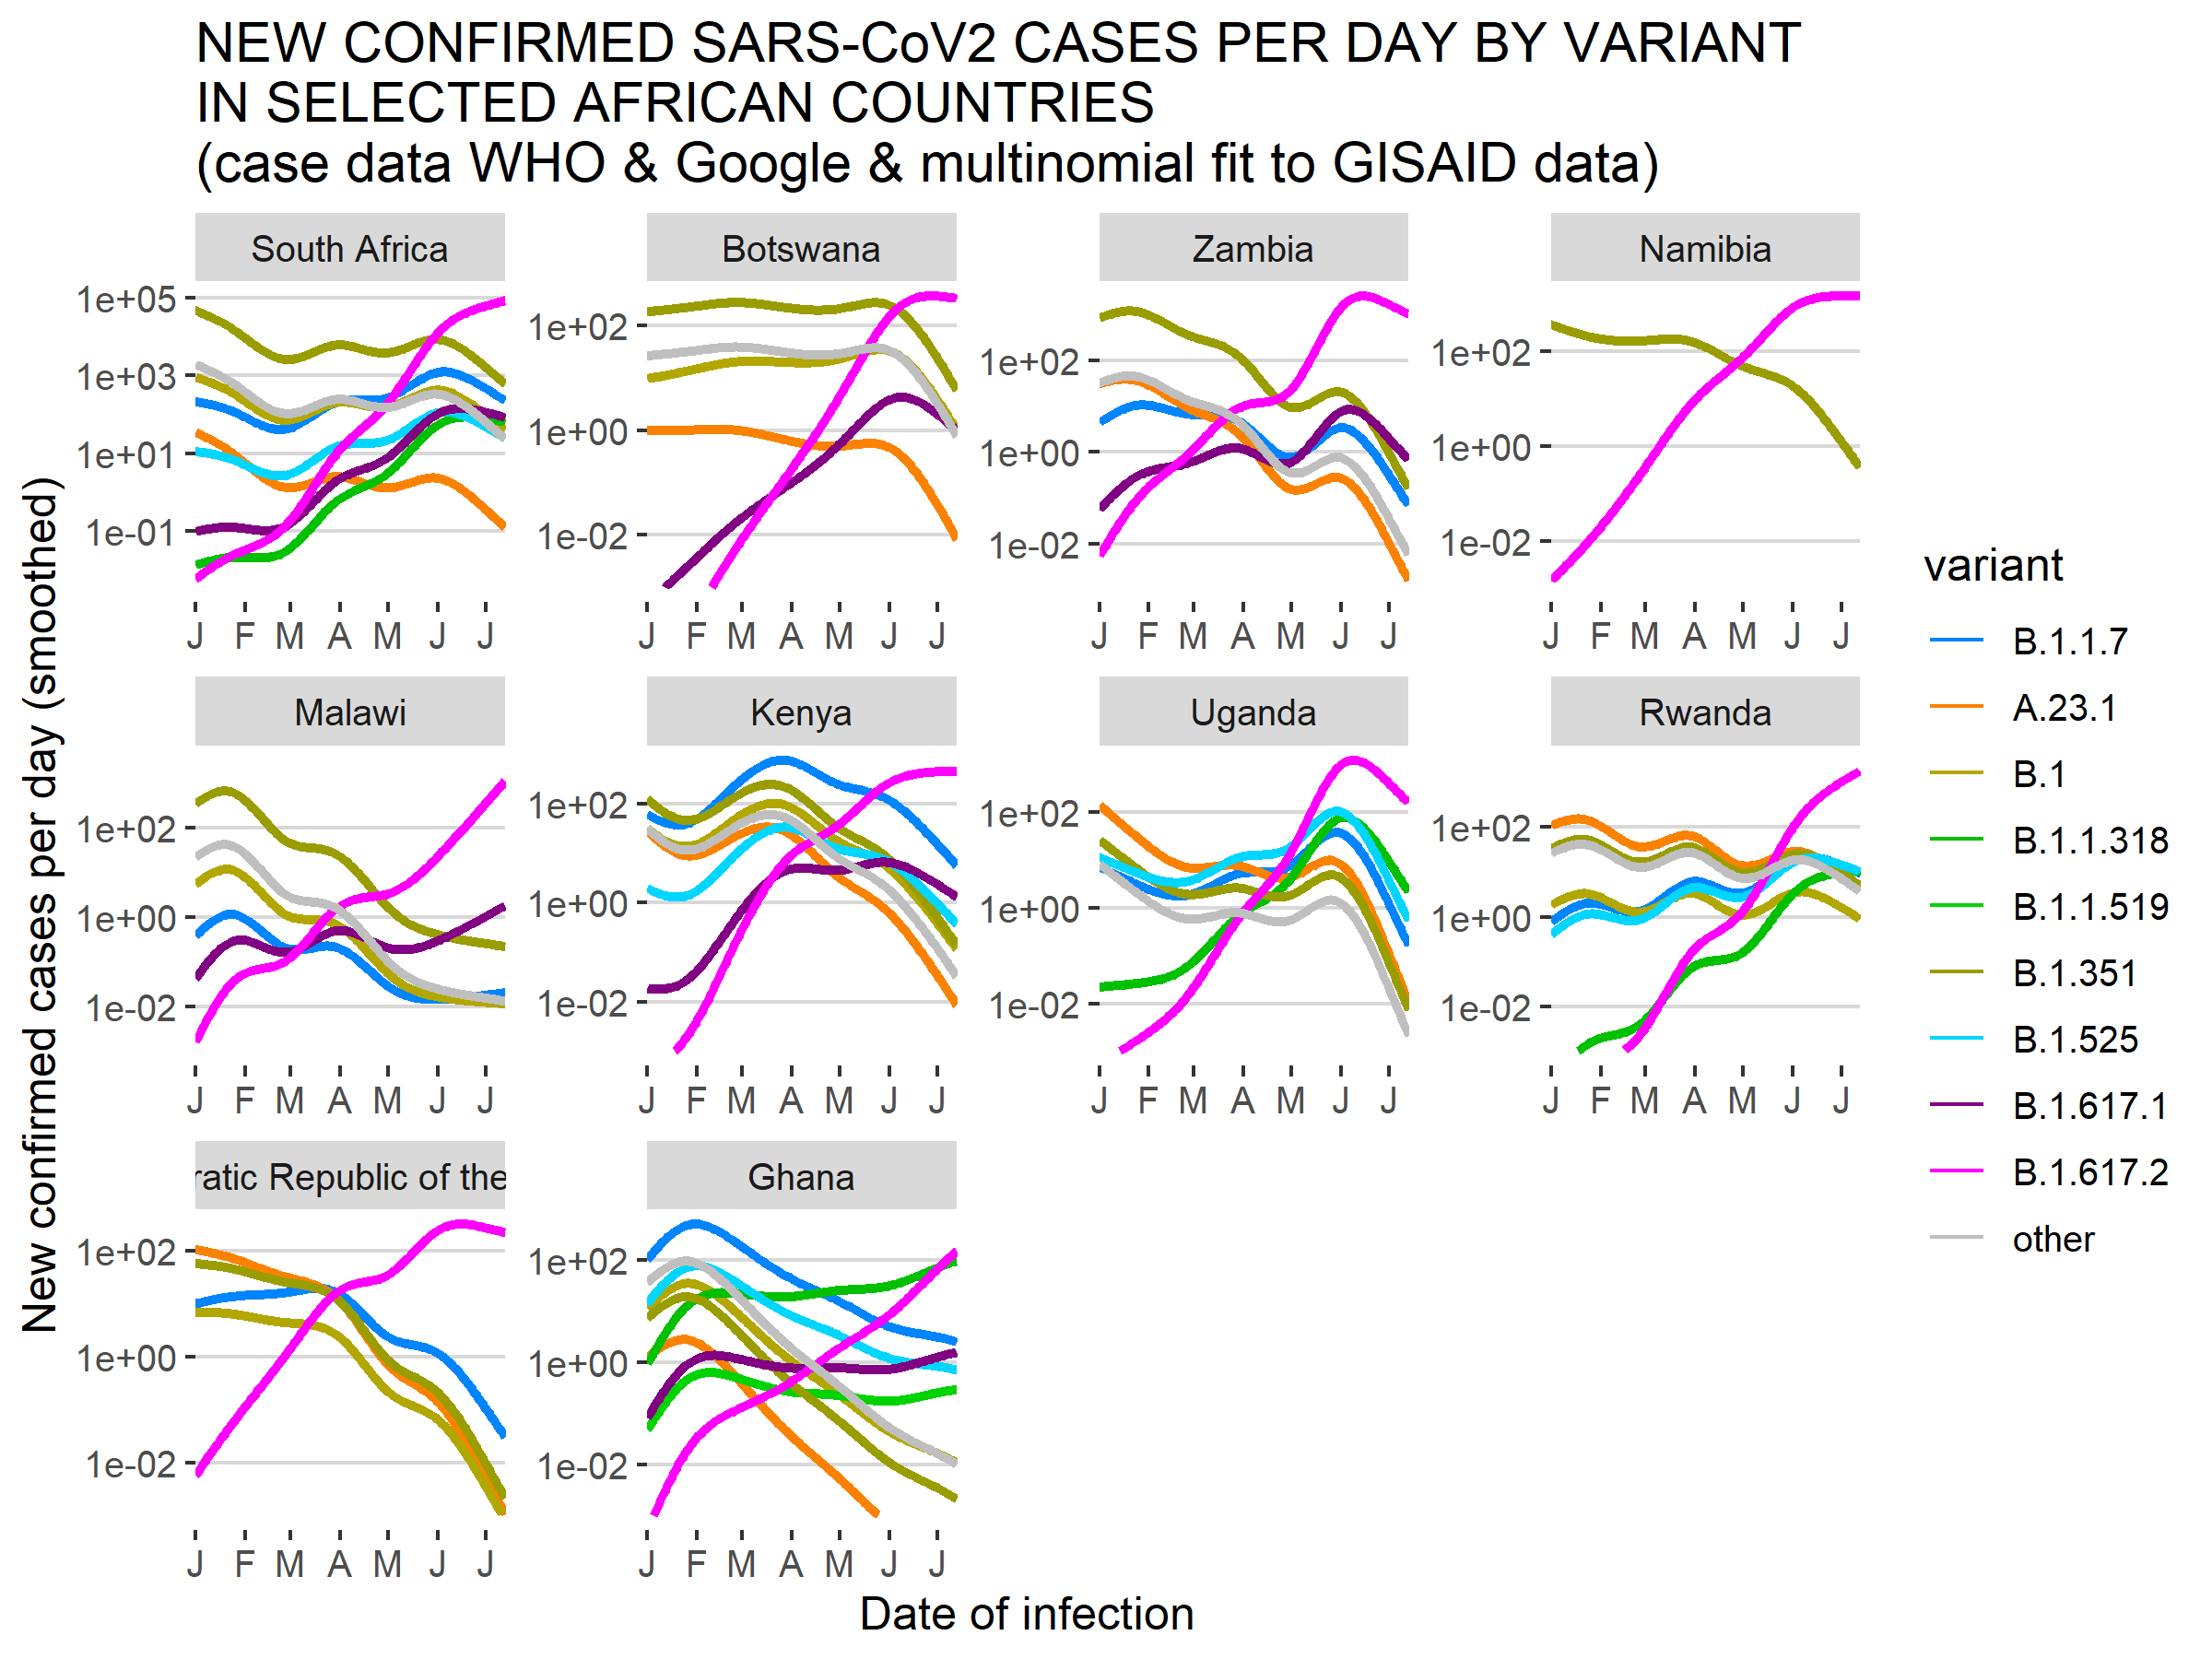 NEW CONFIRMED SARS-CoV2 CASES PER DAY BY VARIANT
IN SELECTED AFRICAN COUNTRIES
(case data WHO & Google & multinomial fit to GISAID data)
New confirmed cases per day (smoothed)
South Africa
1e+05
1e+03
1e+01
1e-01
J F M A M J J
Botswana
1e+02
1e+00
1e-02
J F M A M J J
Zambia
1e+02
1e+00
1e-02
J F M A M J J
Namibia
1e+02
1e+00
1e-02
J F M A M J J
Malawi
1e+02
1e+00
1e-02
J F M A M J J
Kenya
1e+02
1e+00
1e-02
J F M A M J J
Uganda
1e+02
1e+00
1e-02
J F M A M J J
Rwanda
1e+02
1e+00
1e-02
J F M A M J J
ratic Republic of the
1e+02
1e+00
1e-02
J F M A M J J
Ghana
1e+02
1e+00
1e-02
J F M A M J J
Date of infection
variant
B.1.1.7
A.23.1
B.1
B.1.1.318
B.1.1.519
B.1.351
B.1.525
B.1.617.1
B.1.617.2
other